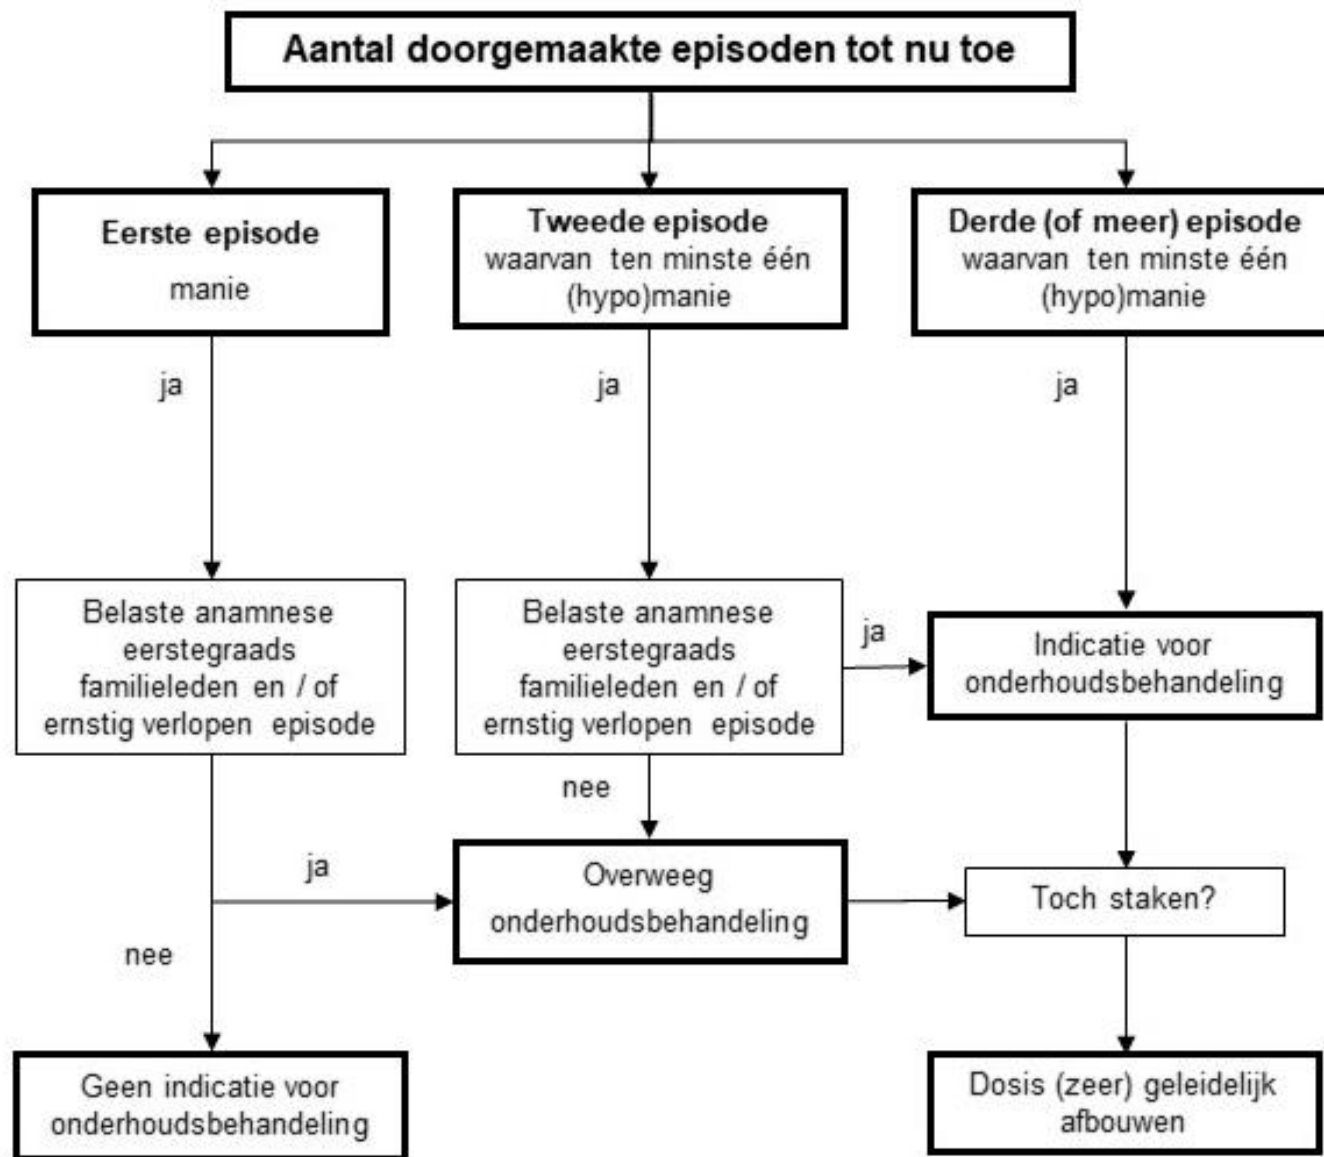 Aantal doorgemaakte episoden tot nu toe
Eerste episode
manie
Tweede episode
waarvan ten minste één
(hypo)manie
Derde (of meer) episode
waarvan ten minste één
(hypo)manie
ja
ja
ja
Belaste anamnese
eerstegraads
familieleden en / of
ernstig verlopen episode
Belaste anamnese
eerstegraads
familieleden en / of
ernstig verlopen episode
ja
Indicatie voor
onderhoudsbehandeling
nee
ja
Overweeg
onderhoudsbehandeling
Toch staken?
nee
Geen indicatie voor
onderhoudsbehandeling
Dosis (zeer) geleidelijk
afbouwen